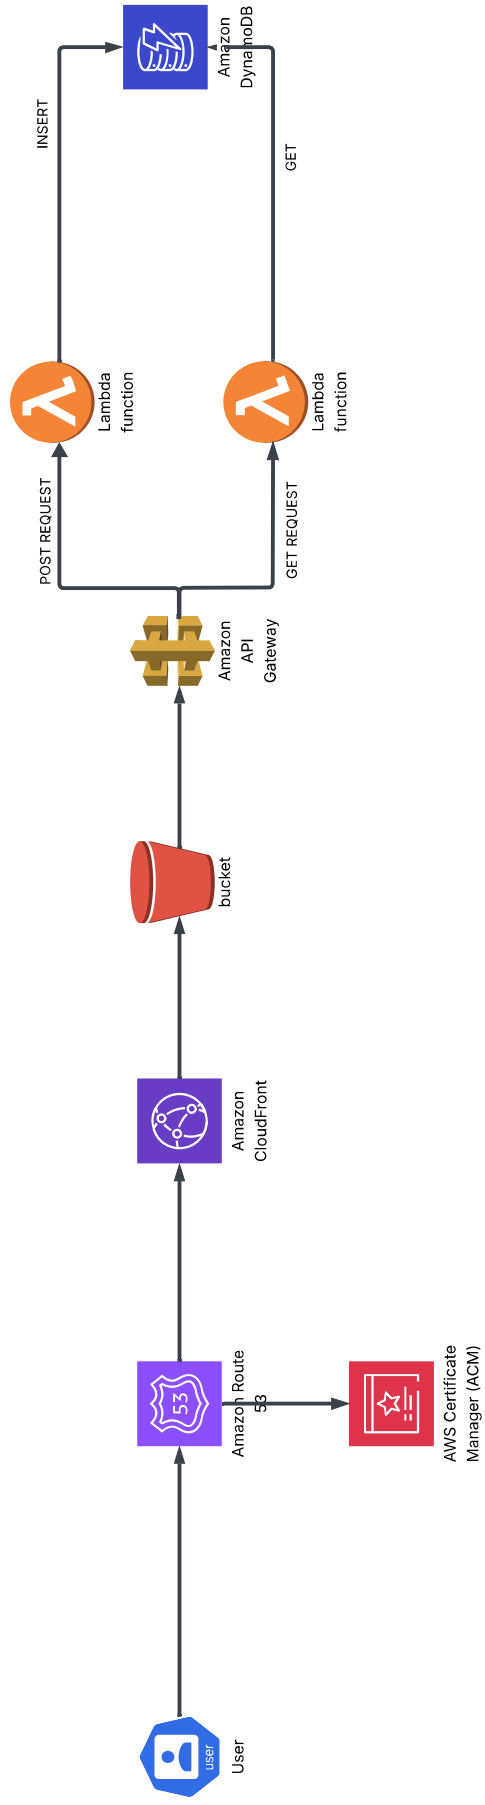 user
User
Amazon Route
53
53
AWS Certificate
Manager (ACM)
Amazon
CloudFront
bucket
Amazon
API
Gateway
POST REQUEST
GET REQUEST
Lambda
function
Lambda
function
INSERT
GET
Amazon
DynamoDB